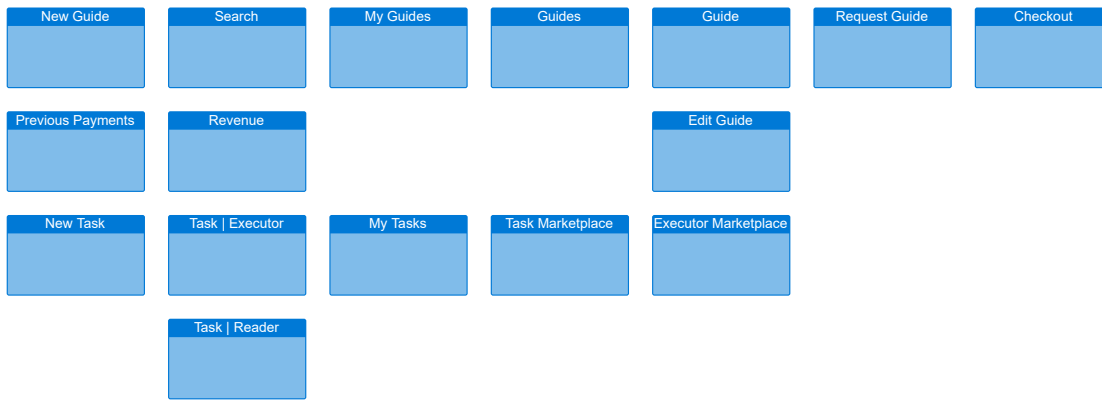 New Guide
Search
My Guides
Guides
Guide
Request Guide
Checkout
Previous Payments
Revenue
Edit Guide
New Task
Task | Executor
My Tasks
Task Marketplace
Executor Marketplace
Task | Reader